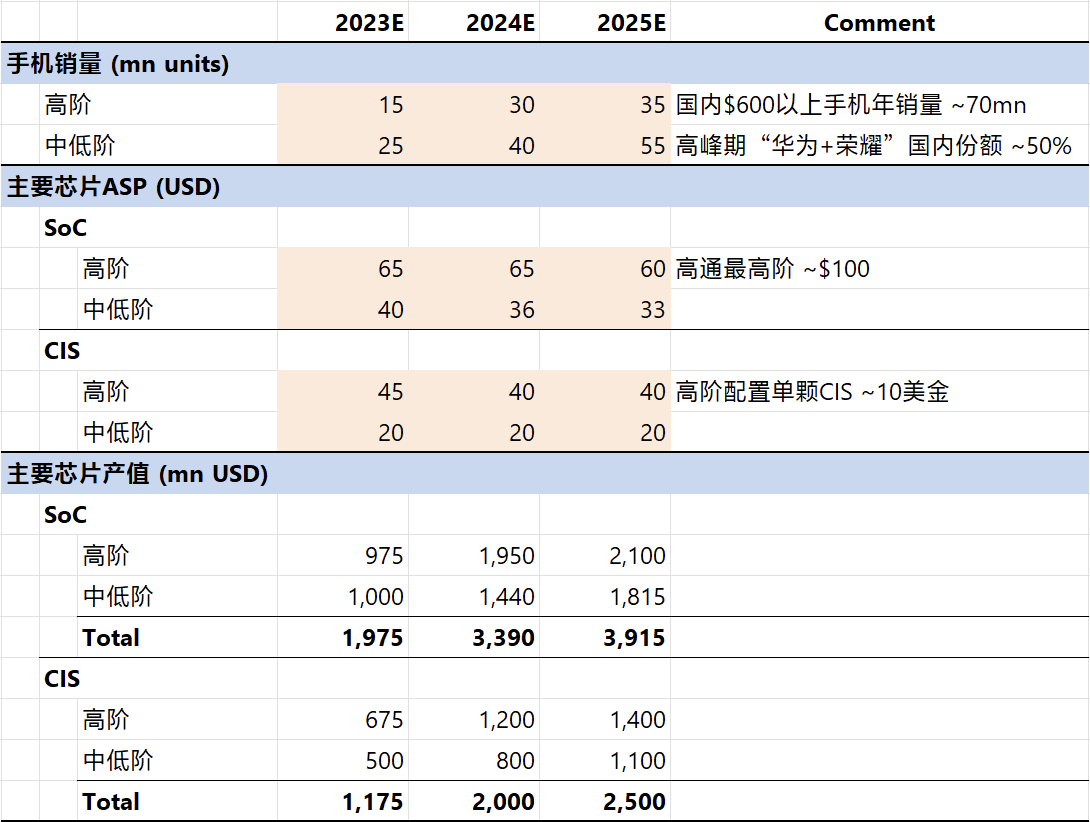 2023E 2024E 2025E Comment
手机销量 (mn units)
高阶 15 30 35 国内$600以上手机年销量 ~70mn
中低阶 25 40 55 高峰期“华为+荣耀”国内份额 ~50%
主要芯片ASP (USD)
SoC
高阶 65 65 60 高通最高阶 ~$100
中低阶 40 36 33
CIS
高阶 45 40 40 高阶配置单颗CIS ~10美金
中低阶 20 20 20
主要芯片产值 (mn USD)
SoC
高阶 975 1,950 2,100
中低阶 1,000 1,440 1,815
Total 1,975 3,390 3,915
CIS
高阶 675 1,200 1,400
中低阶 500 800 1,100
Total 1,175 2,000 2,500